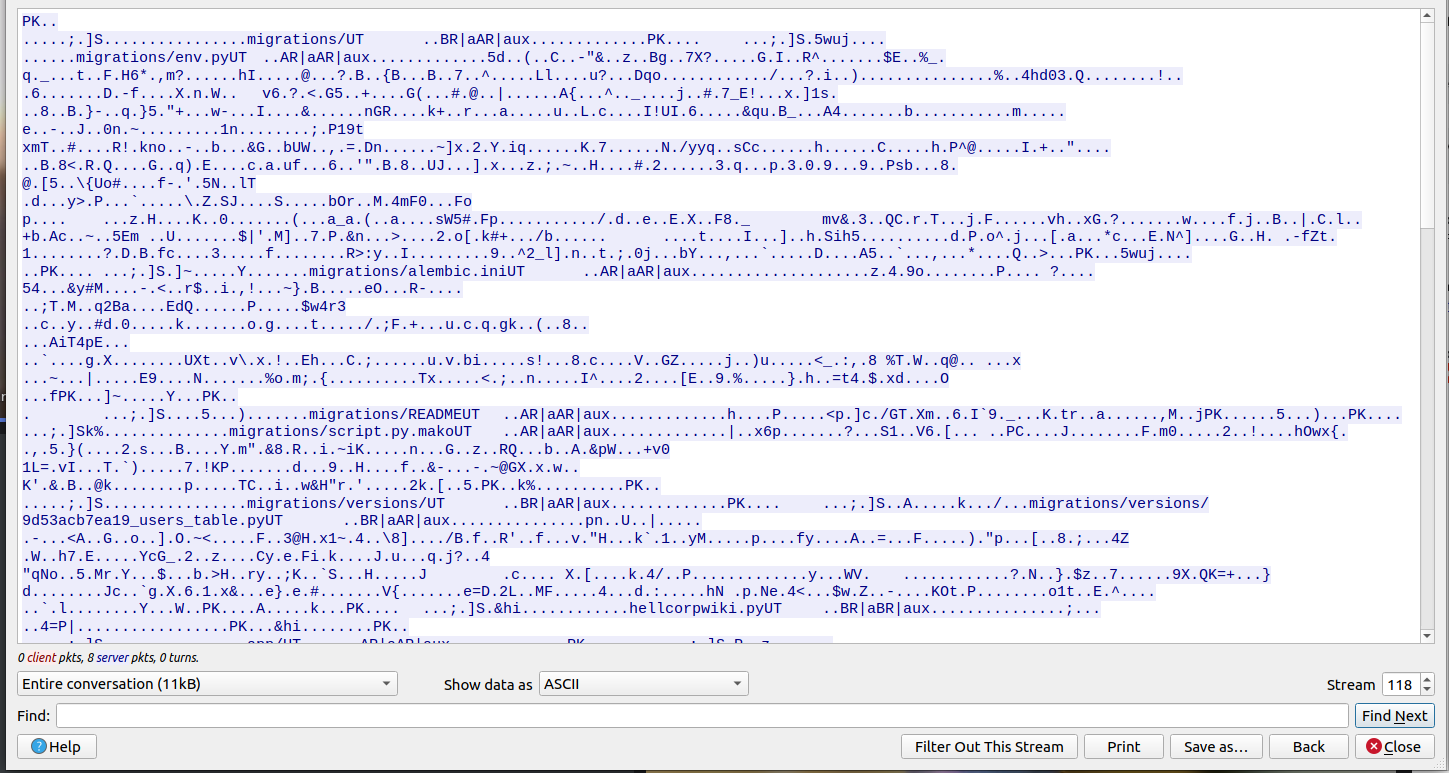 PK..
.....;.]S................migrations/UT ..BR|aAR|aux.............PK.... ...;.]S.5wuj....
......migrations/env.pyUT ..AR|aAR|aux.............5d..(..C..-"&..z..Bg..7X?.....G.I..R^.......$E..%_.
q._...t..F.H6*.,m?......hI.....@...?.B..{B...B..7..^.....Ll....u?...Dqo............/...?.i..)...............%..4hd03.Q........!..
.6.......D.-f....X.n.W.. v6.?.<.G5..+....G(...#.@..|......A{...^.._....j..#.7_E!...x.]1s.
..8..B.}-..q.}5."+...w-...I....&......nGR....k+..r...a.....u..L.c....I!UI.6.....&qu.B_...A4.......b...........m.....
e..-..J..0n.~.........1n........;.P19t
xmT..#....R!.kno..-..b...&G..bUW..,.=.Dn......~]x.2.Y.iq......K.7......N./yyq..sCc......h......C.....h.P^@.....I.+.."....
..B.8<.R.Q....G..q).E....c.a.uf...6..'".B.8..UJ...].x...z.;.~..H....#.2......3.q...p.3.0.9...9..Psb...8.
@.[5..\{Uo#....f-.'.5N..lT
.d...y>.P...`.....\.Z.SJ....S.....bOr..M.4mF0...Fo
p.... ...z.H....K..0.......(...a_a.(..a....sW5#.Fp.........../.d..e..E.X..F8._ mv&.3..QC.r.T...j.F......vh..xG.?.......w....f.j..B..|.C.l..
+b.Ac..~..5Em ..U.......$|'.M]..7.P.&n...>....2.o[.k#+.../b...... ....t....I...]..h.Sih5..........d.P.o^.j...[.a...*c...E.N^]....G..H. .-fZt.
1........?.D.B.fc...3.....f........R>:y..I.........9..^2_l].n..t.;.0j...bY...,...`.....D....A5..`...,...*....Q..>...PK...5wuj....
..PK.... ...;.]S.]~.....Y.......migrations/alembic.iniUT ..AR|aAR|aux....................z.4.9o........P.... ?....
54...&y#M....-.<..r$..i.,!...~}.B.....eO...R-....
..;T.M..q2Ba....EdQ......P.....$w4r3
..c..y..#d.0.....k.......o.g....t...../.;F.+...u.c.q.gk..(..8..
...AiT4pE...
..`....g.X........UXt..v\.x.!..Eh...C.;......u.v.bi.....s!...8.c....V..GZ.....j..)u.....<_.:,.8 %T.W..q@.. ...x
...~...|.....E9....N.......%o.m;.{..........Tx.....<.;..n.....I^....2....[E..9.%.....}.h..=t4.$.xd....O
...fPK...]~.....Y...PK..
. ...;.]S....5...).......migrations/READMEUT ..AR|aAR|aux.............h....P.....<p.]c./GT.Xm..6.I`9._...K.tr..a......,M..jPK......5...)...PK....
...;.]Sk%..............migrations/script.py.makoUT ..AR|aAR|aux.............|..x6p.......?...S1..V6.[... ..PC....J........F.m0.....2..!....hOwx{.
.,.5.}(....2.s...B....Y.m".&8.R..i.~iK.....n...G..z..RQ...b..A.&pW...+v0
1L=.vI...T.`).....7.!KP.......d...9..H....f..&-...-.~@GX.x.w..
K'.&.B..@k........p.....TC..i..w&H"r.'.....2k.[..5.PK..k%..........PK..
.....;.]S................migrations/versions/UT ..BR|aAR|aux.............PK.... ...;.]S..A.....k.../...migrations/versions/
9d53acb7ea19_users_table.pyUT ..BR|aAR|aux...............pn..U..|.....
.-...<A..G..o..].O.~<.....F..3@H.x1~.4..\8]..../B.f..R'..f...v."H...k`.1..yM.....p....fy....A..=...F.....)."p...[..8.;...4Z
.W..h7.E.....YcG_.2..z....Cy.e.Fi.k....J.u...q.j?..4
"qNo..5.Mr.Y...$...b.>H..ry..;K..`S...H.....J .c.... X.[....k.4/..P.............y...WV. ............?.N..}.$z..7......9X.QK=+...}
d........Jc..`g.X.6.1.x&...e}.e.#.......V{.......e=D.2L..MF.....4...d.:.....hN .p.Ne.4<...$w.Z..-....KOt.P........o1t..E.^....
..`.l........Y...W..PK....A.....k...PK.... ...;.]S.&hi............hellcorpwiki.pyUT ..BR|aBR|aux...............;...
..4=P|.................PK...&hi........PK..
0 client pkts, 8 server pkts, 0 turns.
Entire conversation (11kB)
Show data as
ASCII
Stream
118
Find:
Find Next
Help
Filter Out This Stream
Print
Save as...
Back
Close